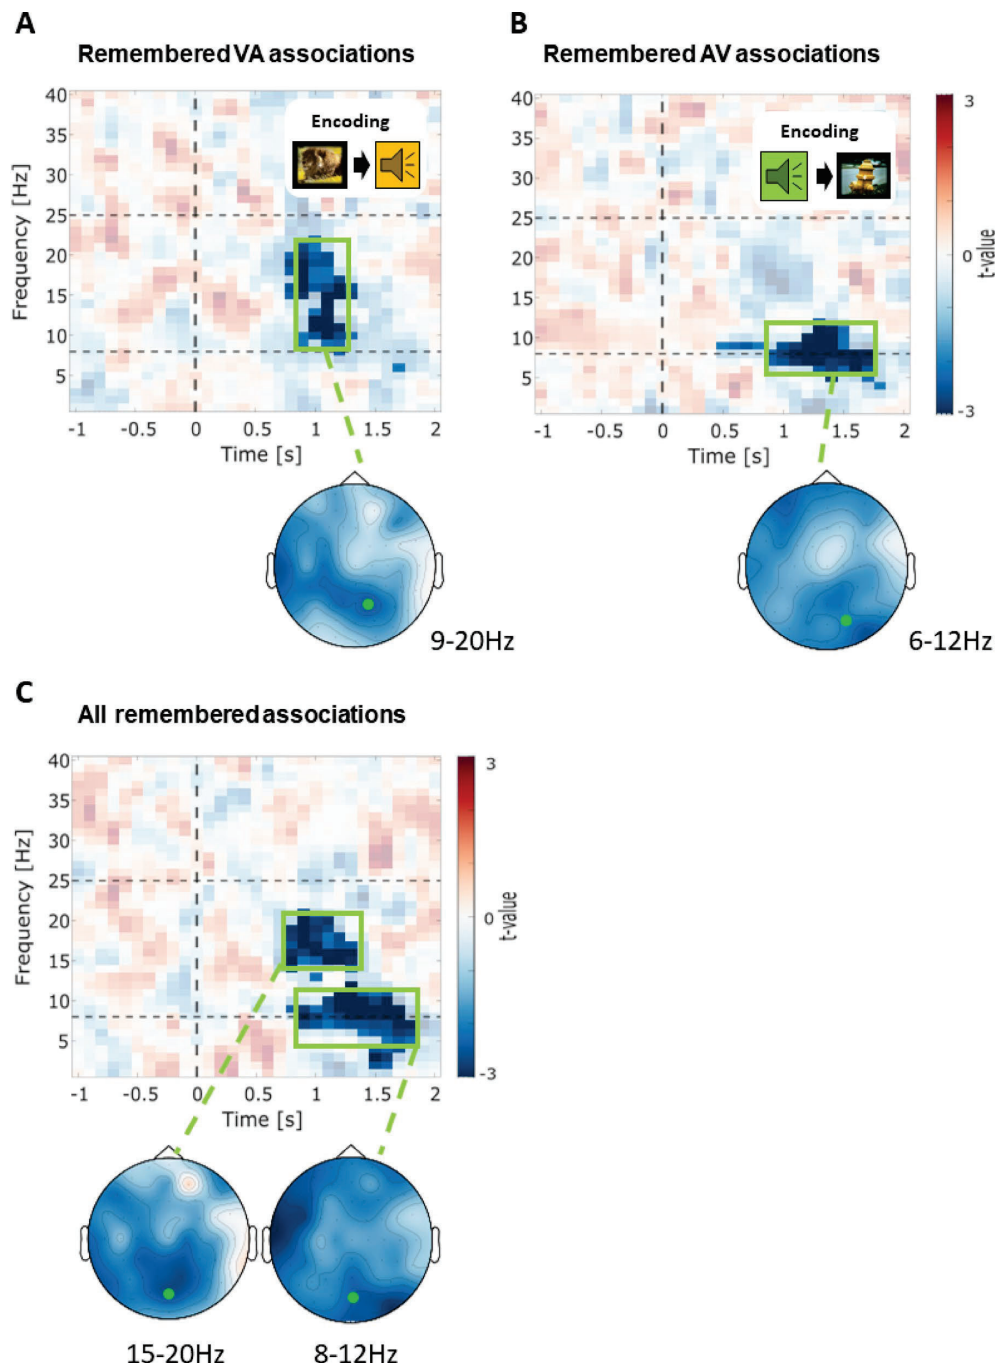 A
Remembered VA associations
Encoding
40
35
30
25
20
15
10
5
Frequency [Hz]
-1 -0.5 0 0.5 1 1.5 2
Time [s]
9-20Hz
B
Remembered AV associations
Encoding
40
35
30
25
20
15
10
5
-1 -0.5 0 0.5 1 1.5 2
Time [s]
3
0
-3
t-value
6-12Hz
C
All remembered associations
40
35
30
25
20
15
10
5
Frequency [Hz]
-1 -0.5 0 0.5 1 1.5 2
Time [s]
3
0
-3
t-value
15-20Hz
8-12Hz